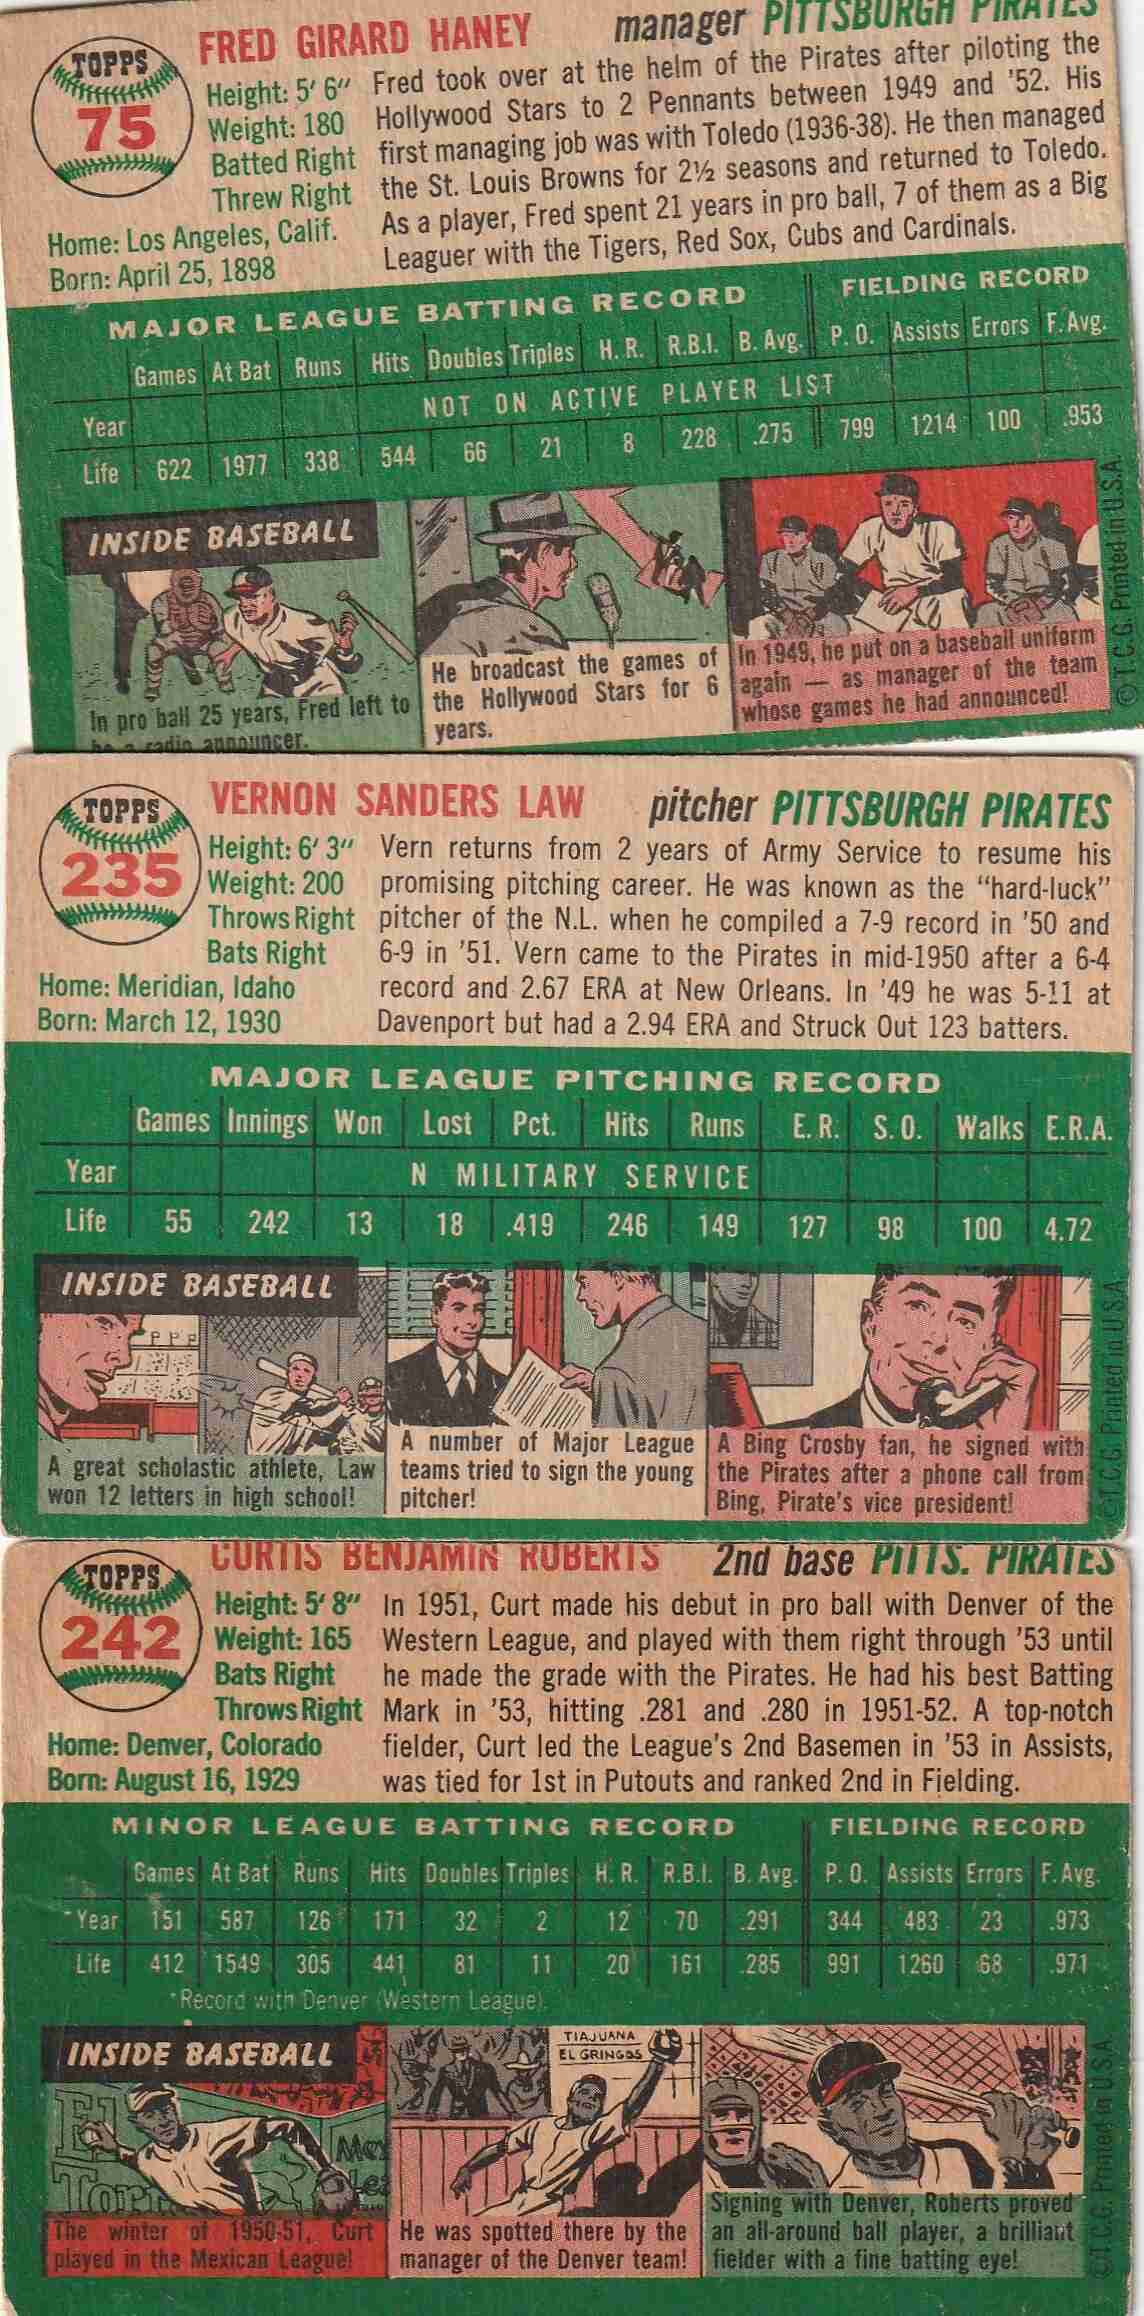 TOPPS
75
FRED GIRARD HANEY
manager PITTSBURGH PIRATES
Height: 5' 6"
Weight: 180
Batted Right
Threw Right
Home: Los Angeles, Calif.
Born: April 25, 1898
Fred took over at the helm of the Pirates after piloting the
Hollywood Stars to 2 Pennants between 1949 and '52. His
first managing job was with Toledo (1936-38). He then managed
the St. Louis Browns for 2½ seasons and returned to Toledo.
As a player, Fred spent 21 years in pro ball, 7 of them as a Big
Leaguer with the Tigers, Red Sox, Cubs and Cardinals.
MAJOR LEAGUE BATTING RECORD FIELDING RECORD
Games At Bat Runs Hits Doubles Triples H. R. R.B.I. B. Avg. P. O. Assists Errors F. Avg.
Year NOT ON ACTIVE PLAYER LIST
Life 622 1977 338 544 66 21 8 228 .275 799 1214 100 .953
INSIDE BASEBALL
In pro ball 25 years, Fred left to
be a radio announcer.
He broadcast the games of
the Hollywood Stars for 6
years.
In 1949, he put on a baseball uniform
again — as manager of the team
whose games he had announced!
© T.C.G. Printed in U.S.A.
TOPPS
235
VERNON SANDERS LAW
pitcher PITTSBURGH PIRATES
Height: 6' 3"
Weight: 200
Throws Right
Bats Right
Home: Meridian, Idaho
Born: March 12, 1930
Vern returns from 2 years of Army Service to resume his
promising pitching career. He was known as the "hard-luck"
pitcher of the N.L. when he compiled a 7-9 record in '50 and
6-9 in '51. Vern came to the Pirates in mid-1950 after a 6-4
record and 2.67 ERA at New Orleans. In '49 he was 5-11 at
Davenport but had a 2.94 ERA and Struck Out 123 batters.
MAJOR LEAGUE PITCHING RECORD
Games Innings Won Lost Pct. Hits Runs E. R. S. O. Walks E.R.A.
Year N MILITARY SERVICE
Life 55 242 13 18 .419 246 149 127 98 100 4.72
INSIDE BASEBALL
A great scholastic athlete, Law
won 12 letters in high school!
A number of Major League
teams tried to sign the young
pitcher!
A Bing Crosby fan, he signed with
the Pirates after a phone call from
Bing, Pirate's vice president!
© T.C.G. Printed in U.S.A.
TOPPS
242
CURTIS BENJAMIN ROBERTS
2nd base PITTS. PIRATES
Height: 5' 8"
Weight: 165
Bats Right
Throws Right
Home: Denver, Colorado
Born: August 16, 1929
In 1951, Curt made his debut in pro ball with Denver of the
Western League, and played with them right through '53 until
he made the grade with the Pirates. He had his best Batting
Mark in '53, hitting .281 and .280 in 1951-52. A top-notch
fielder, Curt led the League's 2nd Basemen in '53 in Assists,
was tied for 1st in Putouts and ranked 2nd in Fielding.
MINOR LEAGUE BATTING RECORD FIELDING RECORD
Games At Bat Runs Hits Doubles Triples H. R. R.B.I. B. Avg. P. O. Assists Errors F. Avg.
*Year 151 587 126 171 32 2 12 70 .291 344 483 23 .973
Life 412 1549 305 441 81 11 20 161 .285 991 1260 68 .971
*Record with Denver (Western League).
INSIDE BASEBALL
El
Tor
Mex
Lea
The winter of 1950-51, Curt
played in the Mexican League!
TIAJUANA
EL GRINGOS
He was spotted there by the
manager of the Denver team!
Signing with Denver, Roberts proved
an all-around ball player, a brilliant
fielder with a fine batting eye!
© T.C.G. Printed in U.S.A.